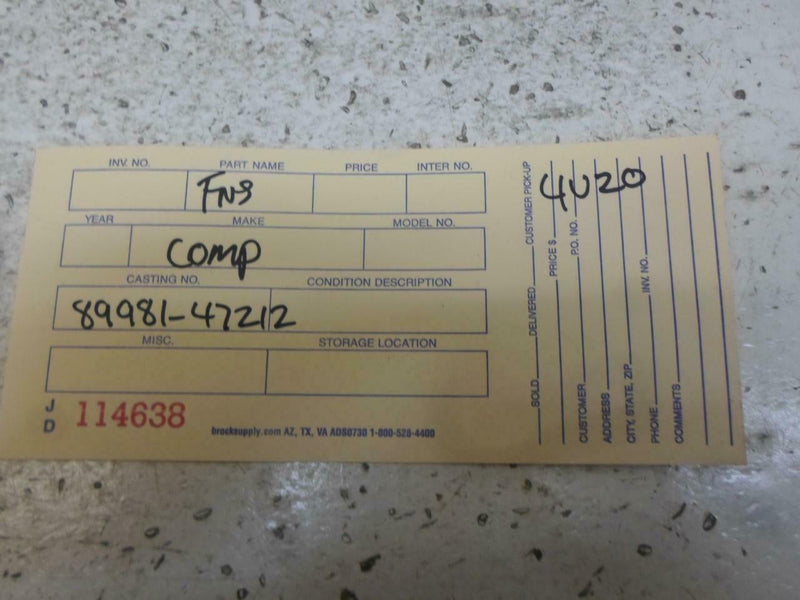 INV. NO. PART NAME PRICE INTER NO.
FNS
YEAR MAKE MODEL NO.
COMP
CASTING NO. CONDITION DESCRIPTION
89981-47212
MISC. STORAGE LOCATION
JD 114638
brocksupply.com AZ, TX, VA ADS0730 1-800-528-4400
SOLD DELIVERED CUSTOMER PICK-UP
4U20
PRICE $
CUSTOMER P.O. NO.
ADDRESS
CITY, STATE, ZIP
PHONE INV. NO.
COMMENTS